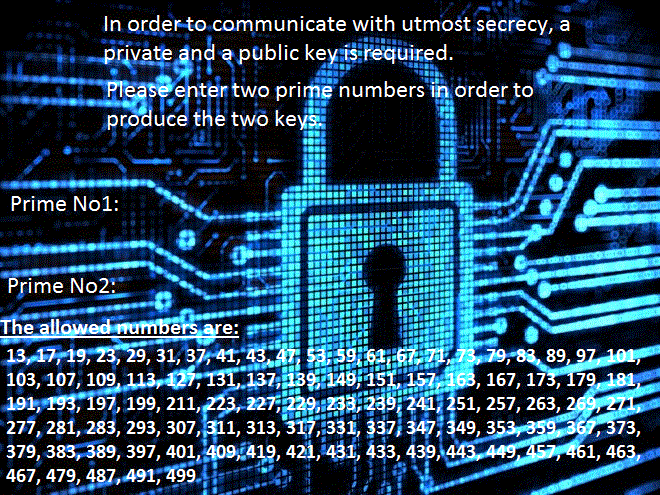 In order to communicate with utmost secrecy, a
private and a public key is required.
Please enter two prime numbers in order to
produce the two keys.
Prime No1:
Prime No2:
The allowed numbers are:
13, 17, 19, 23, 29, 31, 37, 41, 43, 47, 53, 59, 61, 67, 71, 73, 79, 83, 89, 97, 101,
103, 107, 109, 113, 127, 131, 137, 139, 149, 151, 157, 163, 167, 173, 179, 181,
191, 193, 197, 199, 211, 223, 227, 229, 233, 239, 241, 251, 257, 263, 269, 271,
277, 281, 283, 293, 307, 311, 313, 317, 331, 337, 347, 349, 353, 359, 367, 373,
379, 383, 389, 397, 401, 409, 419, 421, 431, 433, 439, 443, 449, 457, 461, 463,
467, 479, 487, 491, 499